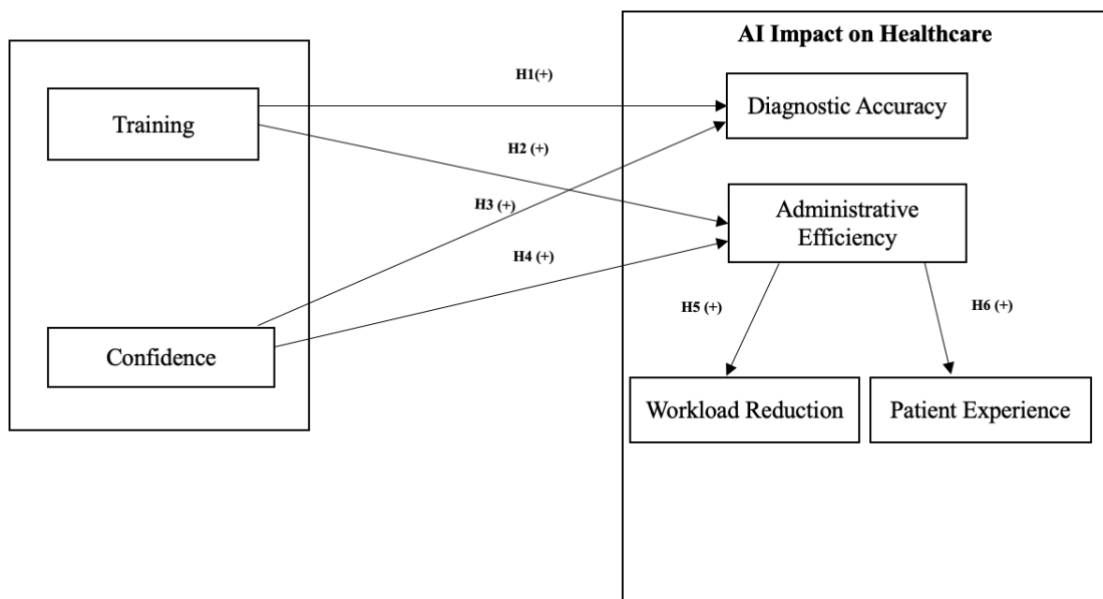 AI Impact on Healthcare
H1(+)
Training
Diagnostic Accuracy
H2 (+)
H3 (+)
Administrative
Efficiency
H4 (+)
H5 (+)
H6 (+)
Confidence
Workload Reduction
Patient Experience